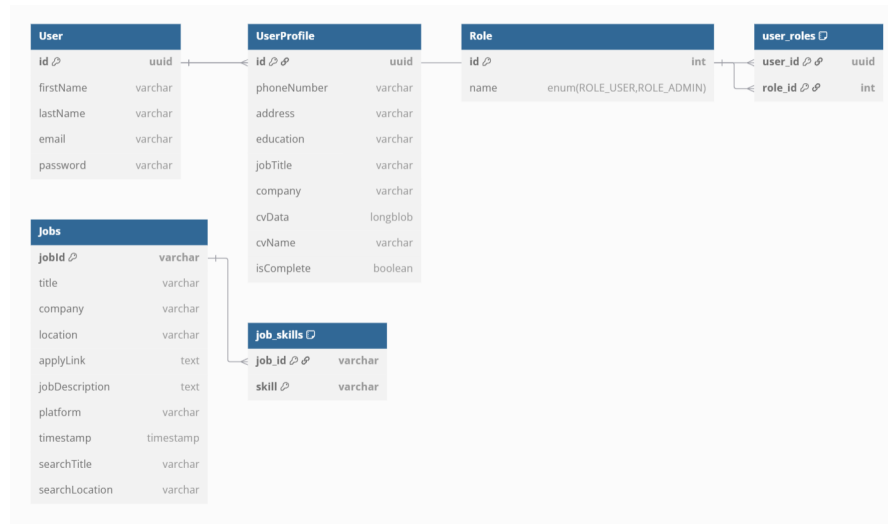 User
id uuid
firstName varchar
lastName varchar
email varchar
password varchar
UserProfile
id uuid
phoneNumber varchar
address varchar
education varchar
jobTitle varchar
company varchar
cvData longblob
cvName varchar
isComplete boolean
Role
id int
name enum(ROLE_USER,ROLE_ADMIN)
user_roles
user_id uuid
role_id int
Jobs
jobId varchar
title varchar
company varchar
location varchar
applyLink text
jobDescription text
platform varchar
timestamp timestamp
searchTitle varchar
searchLocation varchar
job_skills
job_id varchar
skill varchar